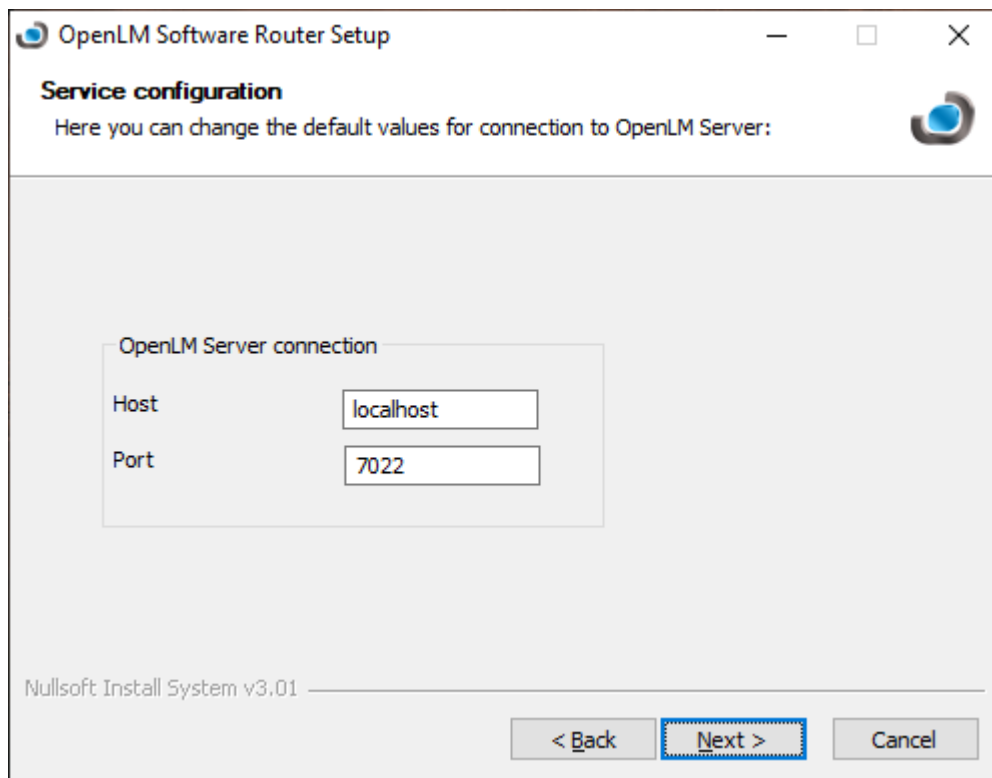 OpenLM Software Router Setup
Service configuration
Here you can change the default values for connection to OpenLM Server:
OpenLM Server connection
Host
localhost
Port
7022
Nullsoft Install System v3.01
< Back
Next >
Cancel